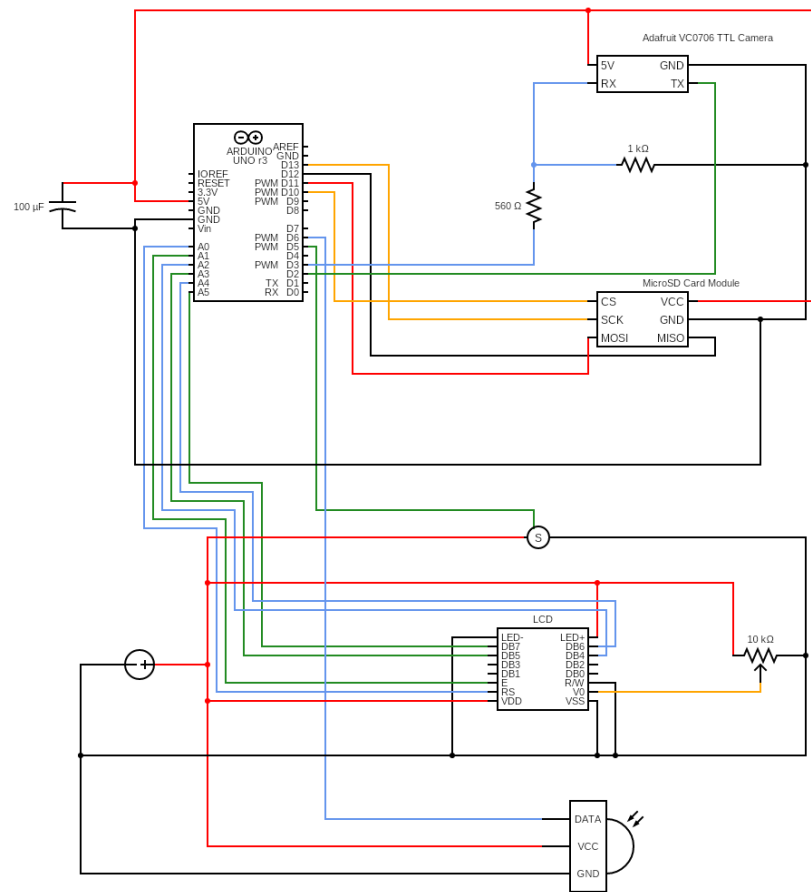 Adafruit VC0706 TTL Camera
5V GND
RX TX
ARDUINO
UNO r3
AREF
GND
D13
IOREF D12
RESET PWM D11
3.3V PWM D10
5V PWM D9
GND D8
GND
Vin D7
PWM D6
A0 PWM D5
A1 D4
A2 PWM D3
A3 D2
A4 TX D1
A5 RX D0
100 µF
1 kΩ
560 Ω
MicroSD Card Module
CS VCC
SCK GND
MOSI MISO
S
LCD
LED- LED+
DB7 DB6
DB5 DB4
DB3 DB2
DB1 DB0
E R/W
RS V0
VDD VSS
10 kΩ
DATA
VCC
GND